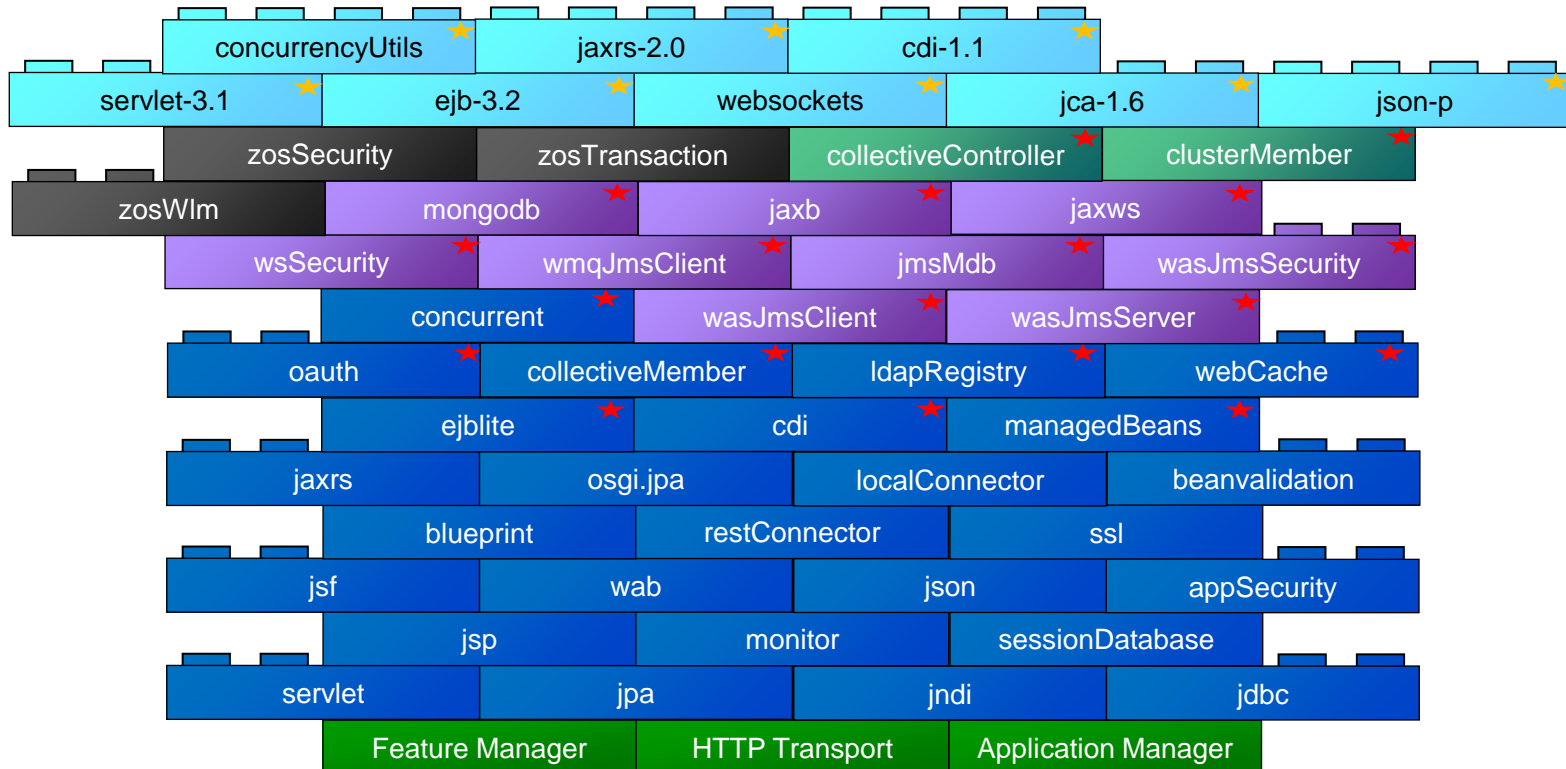 concurrencyUtils jaxrs-2.0 cdi-1.1
servlet-3.1 ejb-3.2 websockets jca-1.6 json-p
zosSecurity zosTransaction collectiveController clusterMember
zosWlm mongodb jaxb jaxws
wsSecurity wmqJmsClient jmsMdb wasJmsSecurity
concurrent wasJmsClient wasJmsServer
oauth collectiveMember ldapRegistry webCache
ejblite cdi managedBeans
jaxrs osgi.jpa localConnector beanvalidation
blueprint restConnector ssl
jsf wab json appSecurity
jsp monitor sessionDatabase
servlet jpa jndi jdbc
Feature Manager HTTP Transport Application Manager